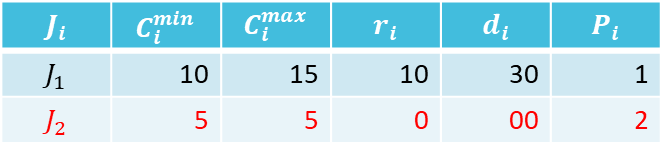 J_i C_i^min C_i^max r_i d_i P_i
J_1 10 15 10 30 1
J_2 5 5 0 00 2